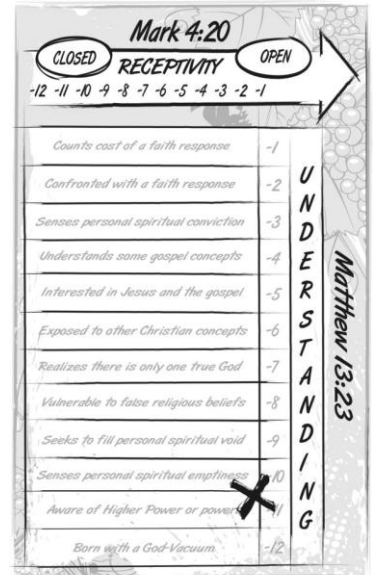 Mark 4:20
CLOSED
RECEPTIVITY
OPEN
-12 -11 -10 -9 -8 -7 -6 -5 -4 -3 -2 -1
Counts cost of a faith response -1
Confronted with a faith response -2
Senses personal spiritual conviction -3
Understands some gospel concepts -4
Interested in Jesus and the gospel -5
Exposed to other Christian concepts -6
Realizes there is only one true God -7
Vulnerable to false religious beliefs -8
Seeks to fill personal spiritual void -9
Senses personal spiritual emptiness -10
Aware of Higher Power or powers
Born with a God-Vacuum -12
UNDERSTANDING
Matthew 13:23